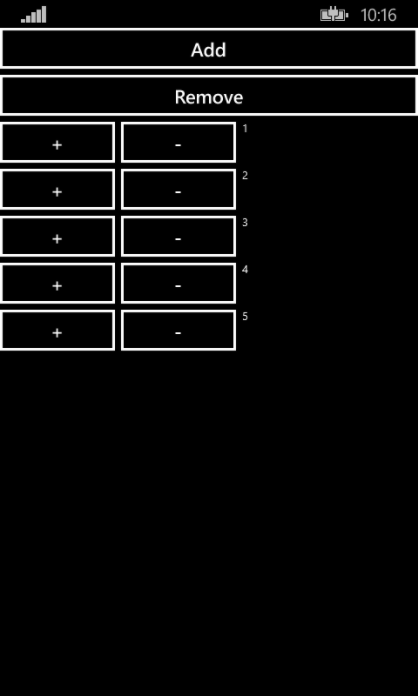 10:16
Add
Remove
+ - 1
+ - 2
+ - 3
+ - 4
+ - 5